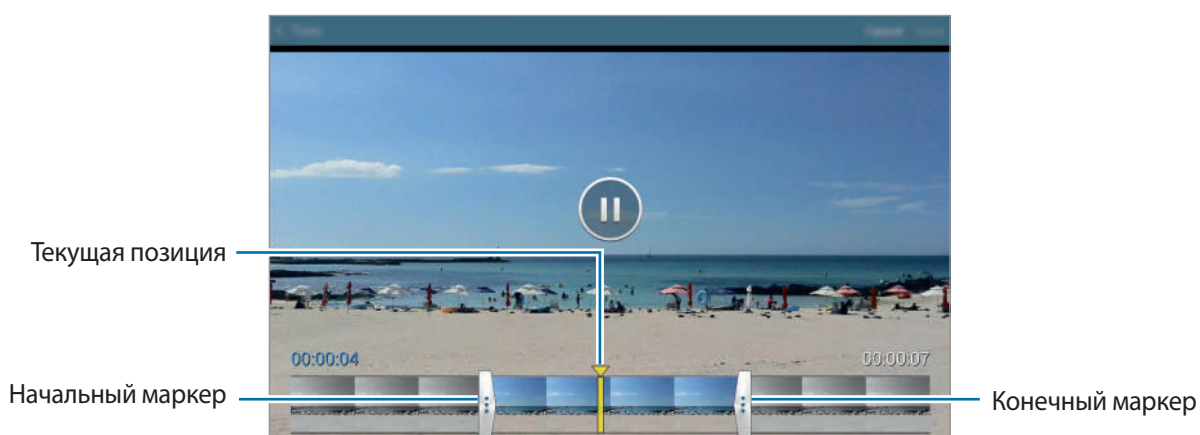 Текущая позиция
00:00:04
00:00:07
Начальный маркер
Конечный маркер